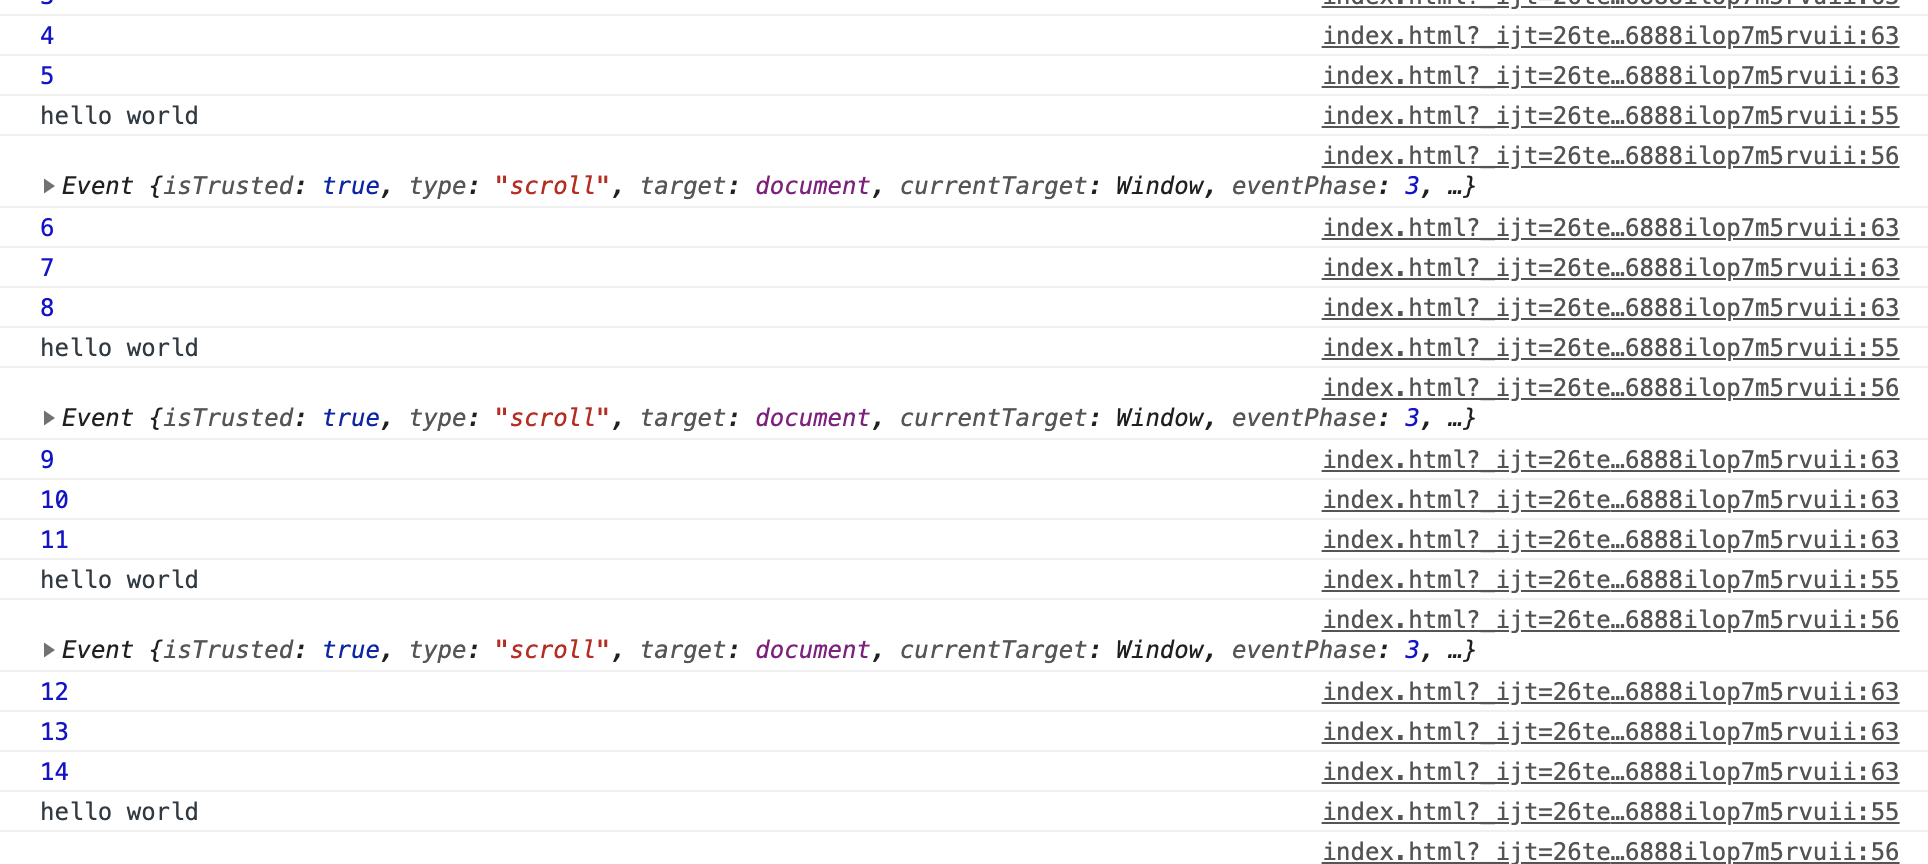 4 index.html?_ijt=26te…6888ilop7m5rvuii:63
5 index.html?_ijt=26te…6888ilop7m5rvuii:63
hello world index.html?_ijt=26te…6888ilop7m5rvuii:55
index.html?_ijt=26te…6888ilop7m5rvuii:56
Event {isTrusted: true, type: "scroll", target: document, currentTarget: Window, eventPhase: 3, …}
6 index.html?_ijt=26te…6888ilop7m5rvuii:63
7 index.html?_ijt=26te…6888ilop7m5rvuii:63
8 index.html?_ijt=26te…6888ilop7m5rvuii:63
hello world index.html?_ijt=26te…6888ilop7m5rvuii:55
index.html?_ijt=26te…6888ilop7m5rvuii:56
Event {isTrusted: true, type: "scroll", target: document, currentTarget: Window, eventPhase: 3, …}
9 index.html?_ijt=26te…6888ilop7m5rvuii:63
10 index.html?_ijt=26te…6888ilop7m5rvuii:63
11 index.html?_ijt=26te…6888ilop7m5rvuii:63
hello world index.html?_ijt=26te…6888ilop7m5rvuii:55
index.html?_ijt=26te…6888ilop7m5rvuii:56
Event {isTrusted: true, type: "scroll", target: document, currentTarget: Window, eventPhase: 3, …}
12 index.html?_ijt=26te…6888ilop7m5rvuii:63
13 index.html?_ijt=26te…6888ilop7m5rvuii:63
14 index.html?_ijt=26te…6888ilop7m5rvuii:63
hello world index.html?_ijt=26te…6888ilop7m5rvuii:55
index.html?_ijt=26te…6888ilop7m5rvuii:56